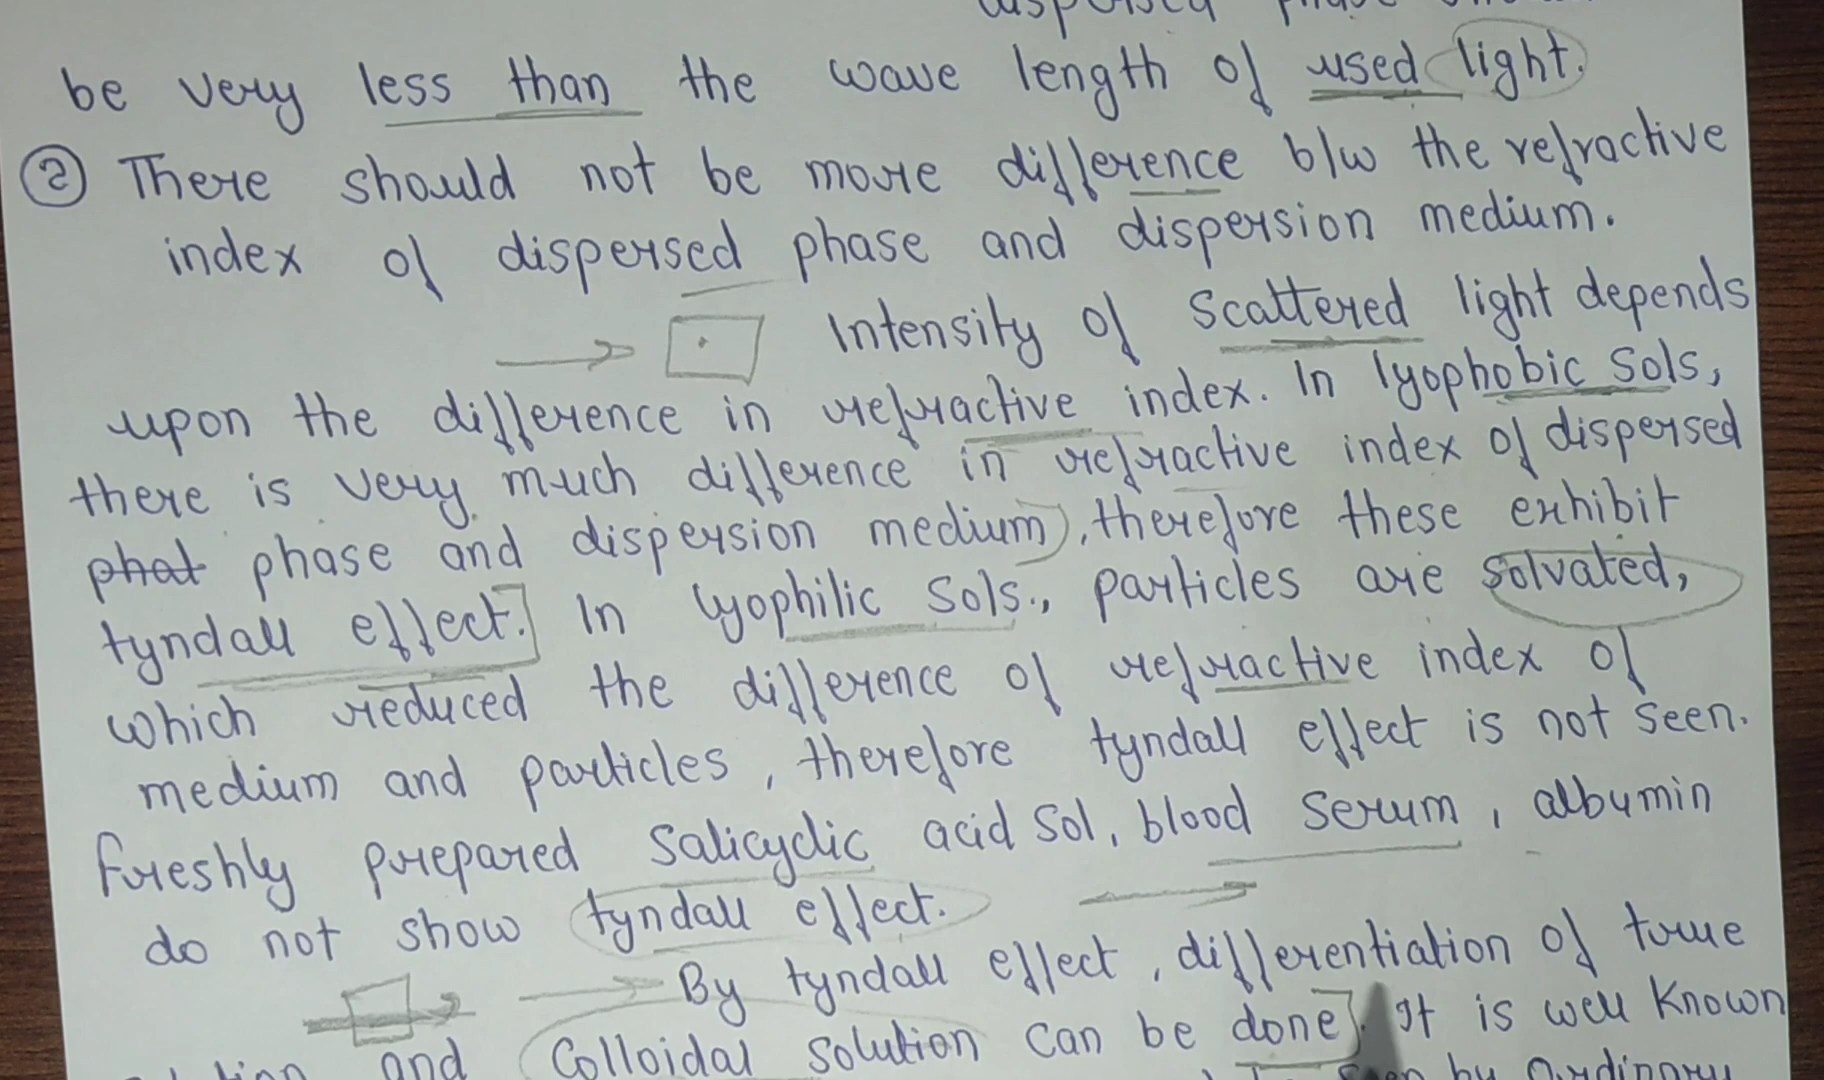 dispersed phase
be very less than the wave length of used light.
② There should not be more difference b/w the refractive
index of dispersed phase and dispersion medium.
Intensity of Scattered light depends
upon the difference in refractive index. In lyophobic Sols,
there is very much difference in refractive index of dispersed
phat phase and dispersion medium, therefore these exhibit
tyndall effect. In lyophilic Sols., particles are solvated,
which reduced the difference of refractive index of
medium and particles, therefore tyndall effect is not seen.
freshly prepared Salicyclic acid Sol, blood Serum, albumin
do not show tyndall effect.
By tyndall effect, differentiation of true
and Colloidal solution can be done. It is well Known
by ordinary